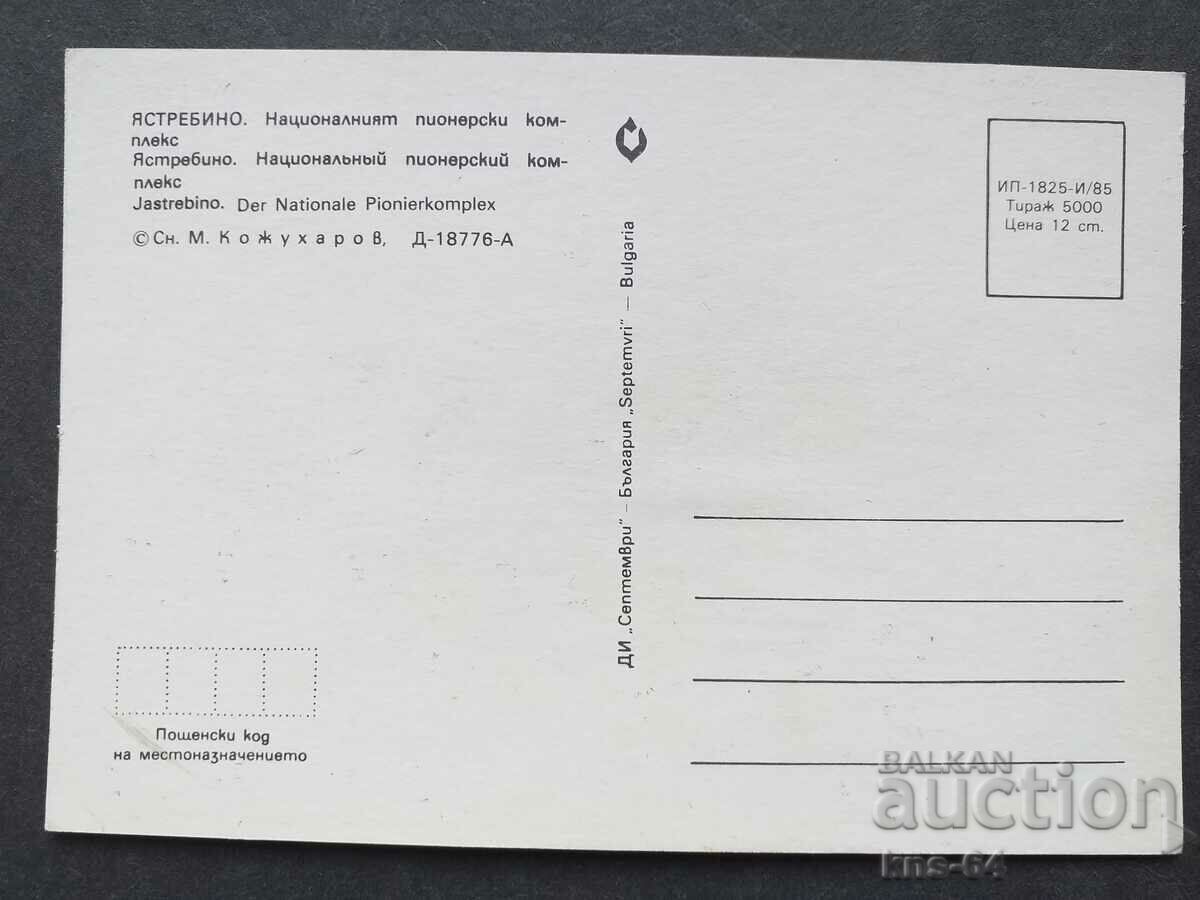 ЯСТРЕБИНО. Националният пионерски ком-
плекс
Ястребино. Национальный пионерский ком-
плекс
Jastrebino. Der Nationale Pionierkomplex
© Сн. М. Кожухаров, Д-18776-А
ДИ „Септември" – България „Septemvri" – Bulgaria
ИП-1825-И/85
Тираж 5000
Цена 12 ст.
Пощенски код
на местоназначението
BALKAN
auction
kns-64